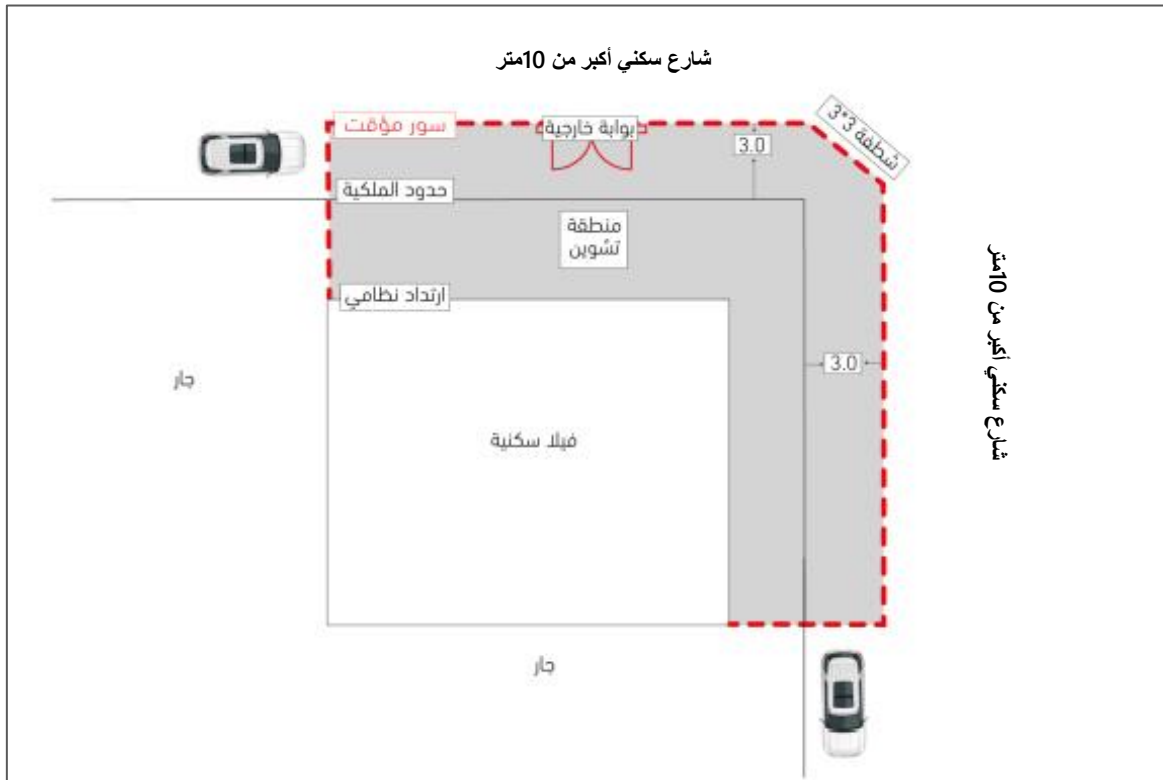 شارع سكني أكبر من 10متر
سور مؤقت
بوابة خارجية
3.0
شطفة 3*3
حدود الملكية
منطقة
تشوين
شارع سكني أكبر من 10متر
ارتداد نظامي
3.0
جار
فيلا سكنية
جار